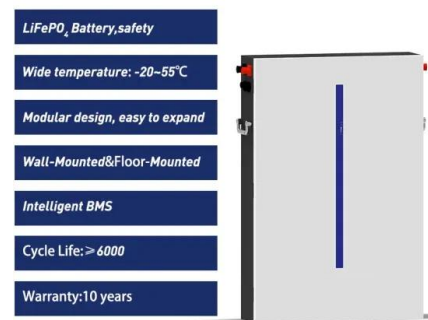 LiFePO₄ Battery,safety
Wide temperature: -20~55℃
Modular design, easy to expand
Wall-Mounted&Floor-Mounted
Intelligent BMS
Cycle Life:≥6000
Warranty:10 years